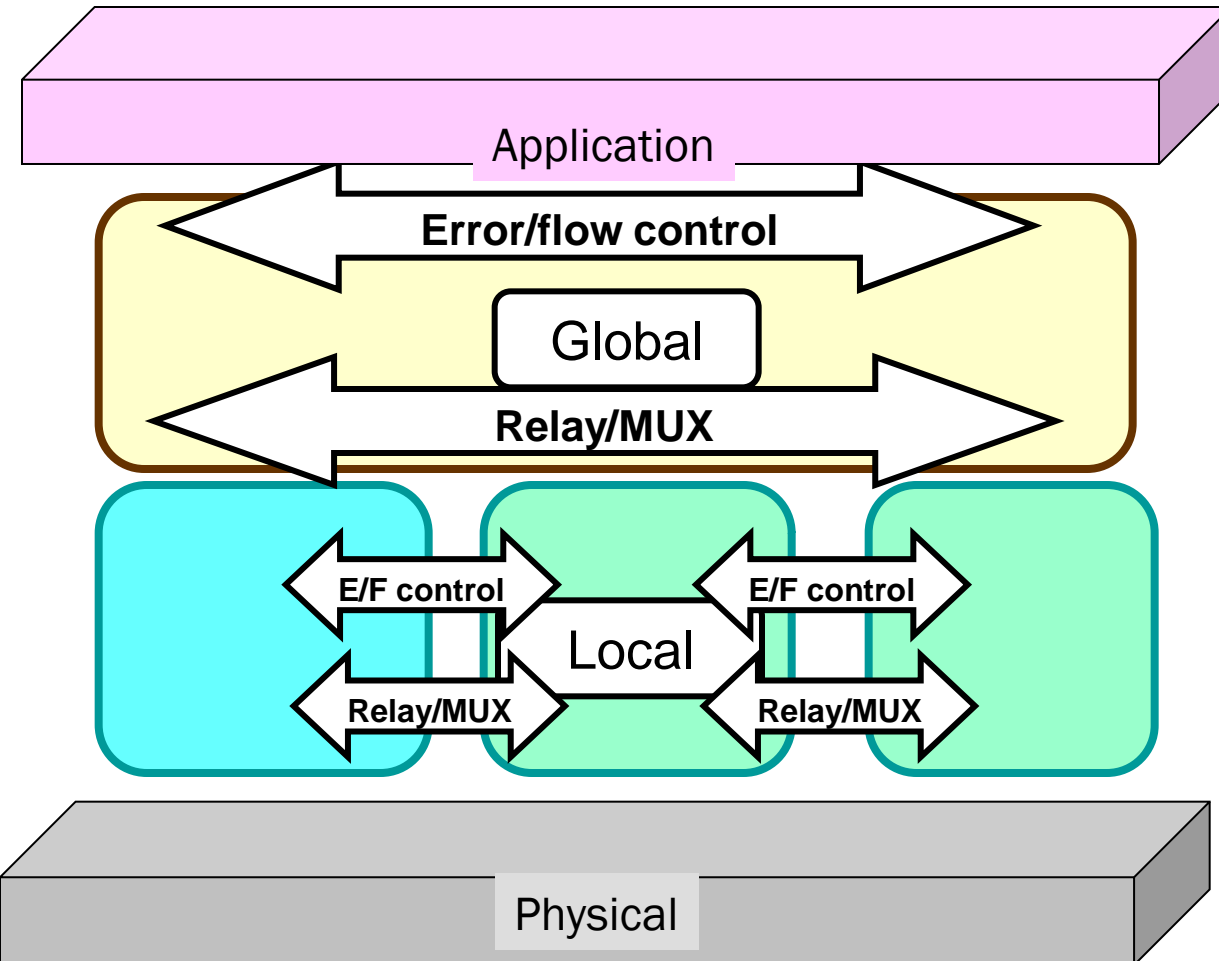 Application
Error/flow control
Global
Relay/MUX
E/F control
E/F control
Local
Relay/MUX
Relay/MUX
Physical